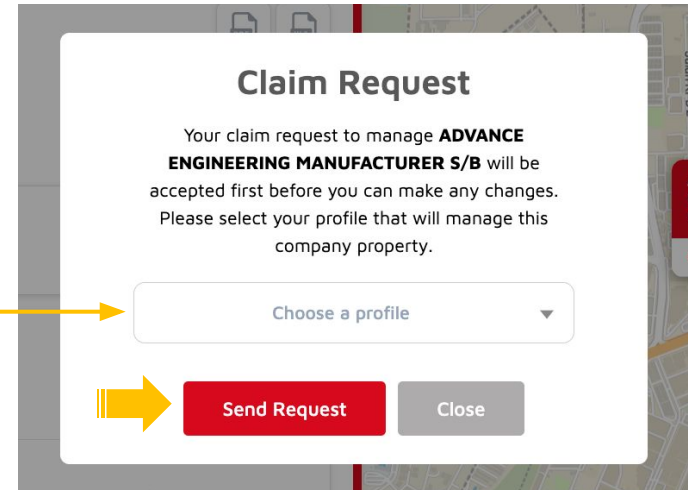 Claim Request
Your claim request to manage ADVANCE
ENGINEERING MANUFACTURER S/B will be
accepted first before you can make any changes.
Please select your profile that will manage this
company property.
Choose a profile
Send Request
Close